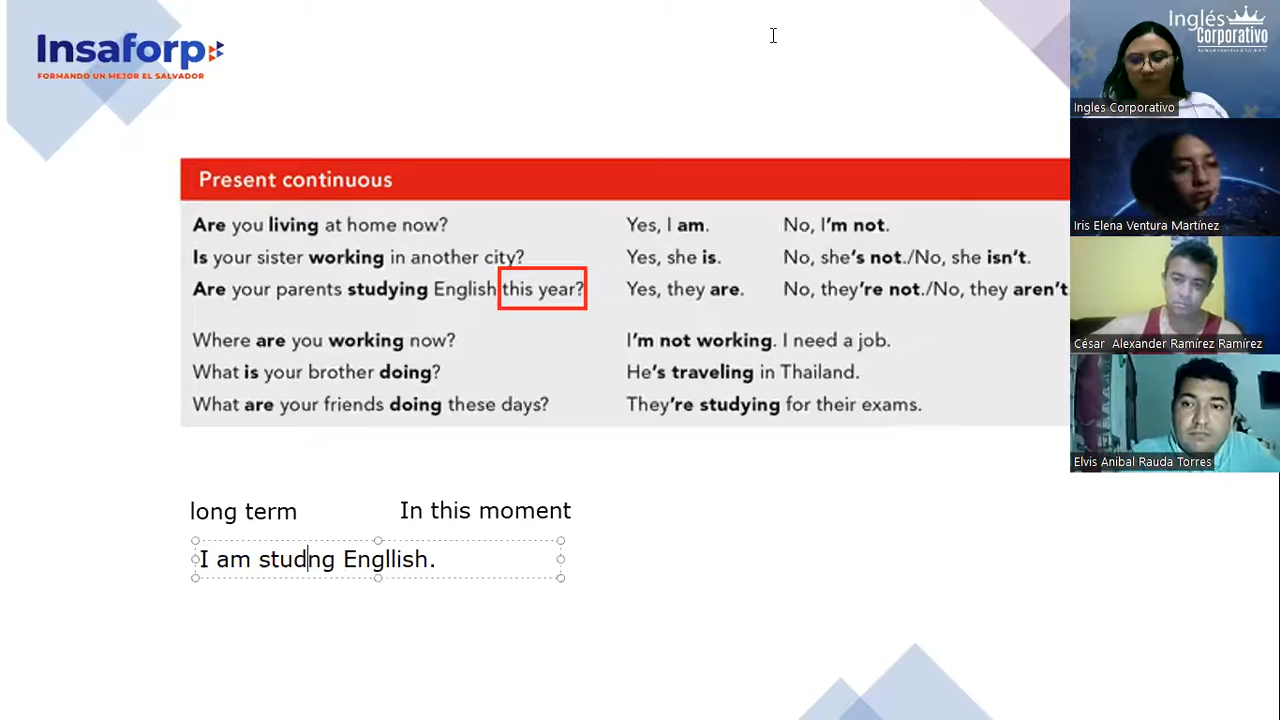 Insaforp
FORMANDO UN MEJOR EL SALVADOR
Inglés
Corporativo
Ingles Corporativo
Iris Elena Ventura Martínez
César Alexander Ramírez Ramírez
Elvis Anibal Rauda Torres
Present continuous
Are you living at home now? Yes, I am. No, I'm not.
Is your sister working in another city? Yes, she is. No, she's not./No, she isn't.
Are your parents studying English this year? Yes, they are. No, they're not./No, they aren't
Where are you working now? I'm not working. I need a job.
What is your brother doing? He's traveling in Thailand.
What are your friends doing these days? They're studying for their exams.
long term In this moment
I am studng Engllish.